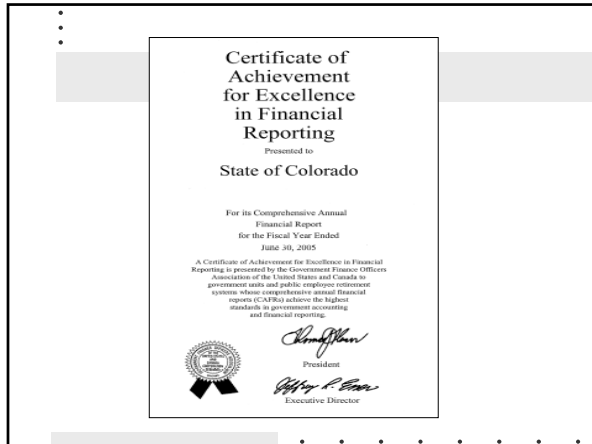 Certificate of
Achievement
for Excellence
in Financial
Reporting
Presented to
State of Colorado
For its Comprehensive Annual
Financial Report
for the Fiscal Year Ended
June 30, 2005
A Certificate of Achievement for Excellence in Financial
Reporting is presented by the Government Finance Officers
Association of the United States and Canada to
government units and public employee retirement
systems whose comprehensive annual financial
reports (CAFRs) achieve the highest
standards in government accounting
and financial reporting.
President
Executive Director